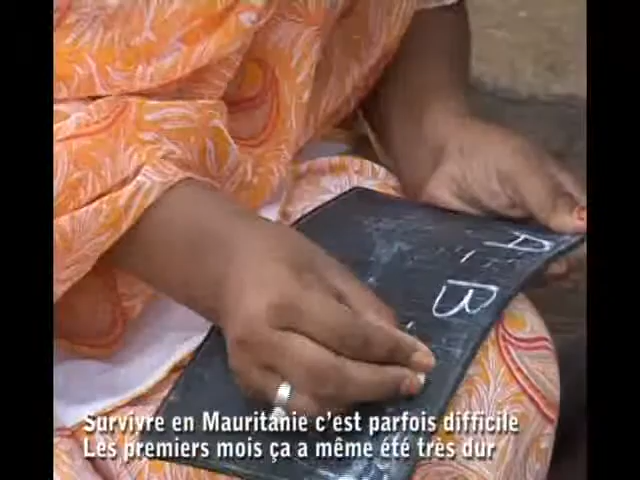 A
B
Survivre en Mauritanie c'est parfois difficile
Les premiers mois ça a même été très dur